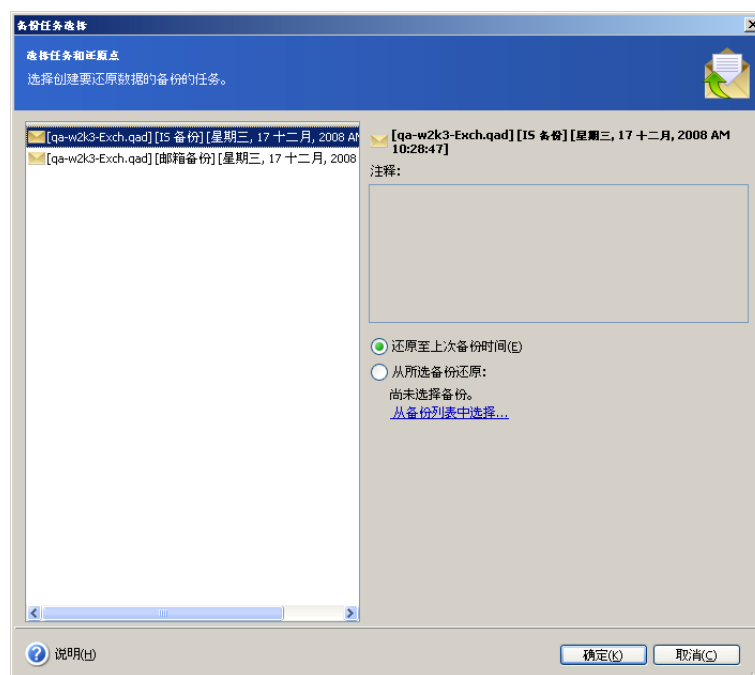 备份任务选择
选择任务和还原点
选择创建要还原数据的备份的任务。
[qa-w2k3-Exch.qad] [IS 备份] [星期三, 17 十二月, 2008 AM
[qa-w2k3-Exch.qad] [邮箱备份] [星期三, 17 十二月, 2008
[qa-w2k3-Exch.qad] [IS 备份] [星期三, 17 十二月, 2008 AM
10:28:47]
注释:
还原至上次备份时间(E)
从所选备份还原:
尚未选择备份。
从备份列表中选择...
说明(H)
确定(K)
取消(C)